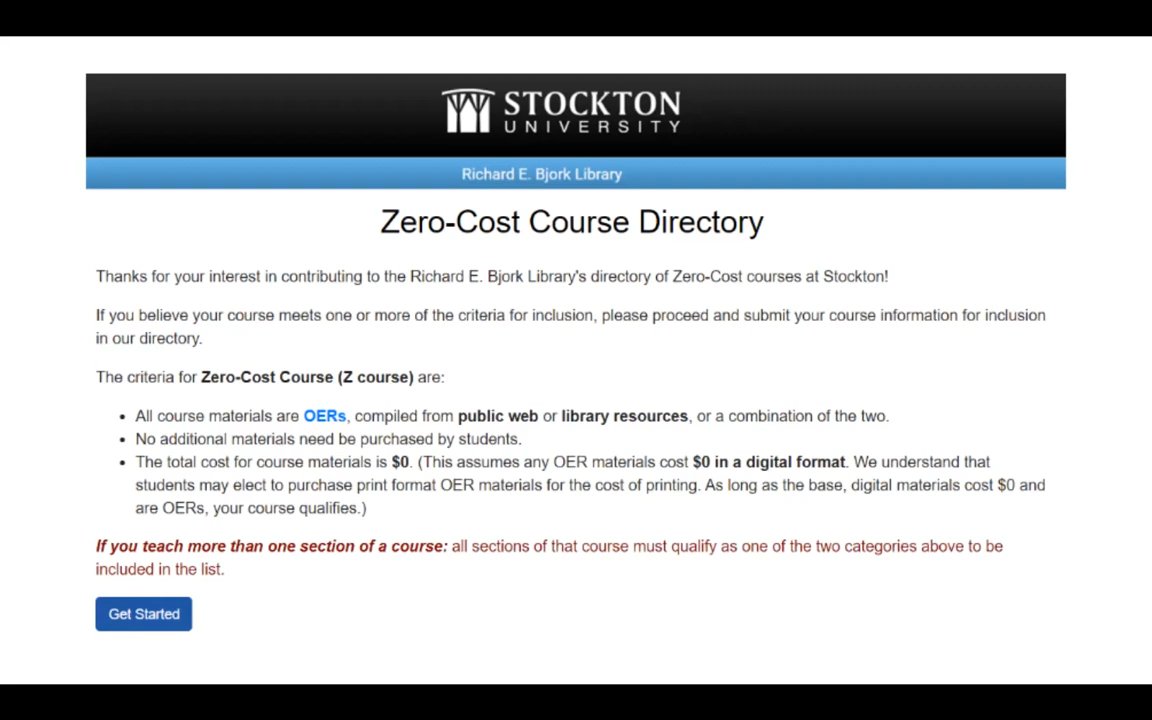 STOCKTON
UNIVERSITY
Richard E. Bjork Library
Zero-Cost Course Directory
Thanks for your interest in contributing to the Richard E. Bjork Library's directory of Zero-Cost courses at Stockton!
If you believe your course meets one or more of the criteria for inclusion, please proceed and submit your course information for inclusion
in our directory.
The criteria for Zero-Cost Course (Z course) are:
• All course materials are OERs, compiled from public web or library resources, or a combination of the two.
• No additional materials need be purchased by students.
• The total cost for course materials is $0. (This assumes any OER materials cost $0 in a digital format. We understand that
students may elect to purchase print format OER materials for the cost of printing. As long as the base, digital materials cost $0 and
are OERs, your course qualifies.)
If you teach more than one section of a course: all sections of that course must qualify as one of the two categories above to be
included in the list.
Get Started